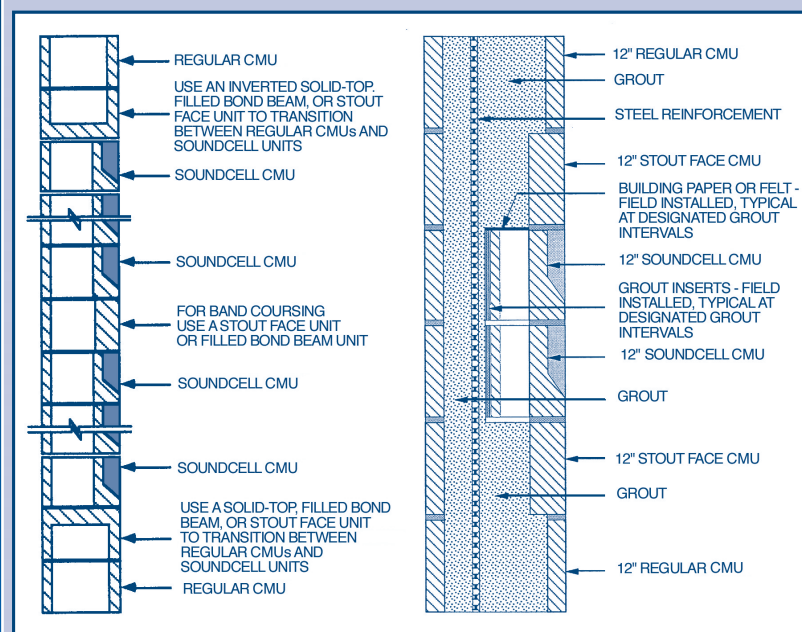 REGULAR CMU
USE AN INVERTED SOLID-TOP.
FILLED BOND BEAM, OR STOUT
FACE UNIT TO TRANSITION
BETWEEN REGULAR CMUs AND
SOUNDCELL UNITS
SOUNDCELL CMU
SOUNDCELL CMU
FOR BAND COURSING
USE A STOUT FACE UNIT
OR FILLED BOND BEAM UNIT
SOUNDCELL CMU
SOUNDCELL CMU
USE A SOLID-TOP, FILLED BOND
BEAM, OR STOUT FACE UNIT
TO TRANSITION BETWEEN
REGULAR CMUs AND
SOUNDCELL UNITS
REGULAR CMU
12" REGULAR CMU
GROUT
STEEL REINFORCEMENT
12" STOUT FACE CMU
BUILDING PAPER OR FELT -
FIELD INSTALLED, TYPICAL
AT DESIGNATED GROUT
INTERVALS
12" SOUNDCELL CMU
GROUT INSERTS - FIELD
INSTALLED, TYPICAL AT
DESIGNATED GROUT
INTERVALS
12" SOUNDCELL CMU
GROUT
12" STOUT FACE CMU
GROUT
12" REGULAR CMU